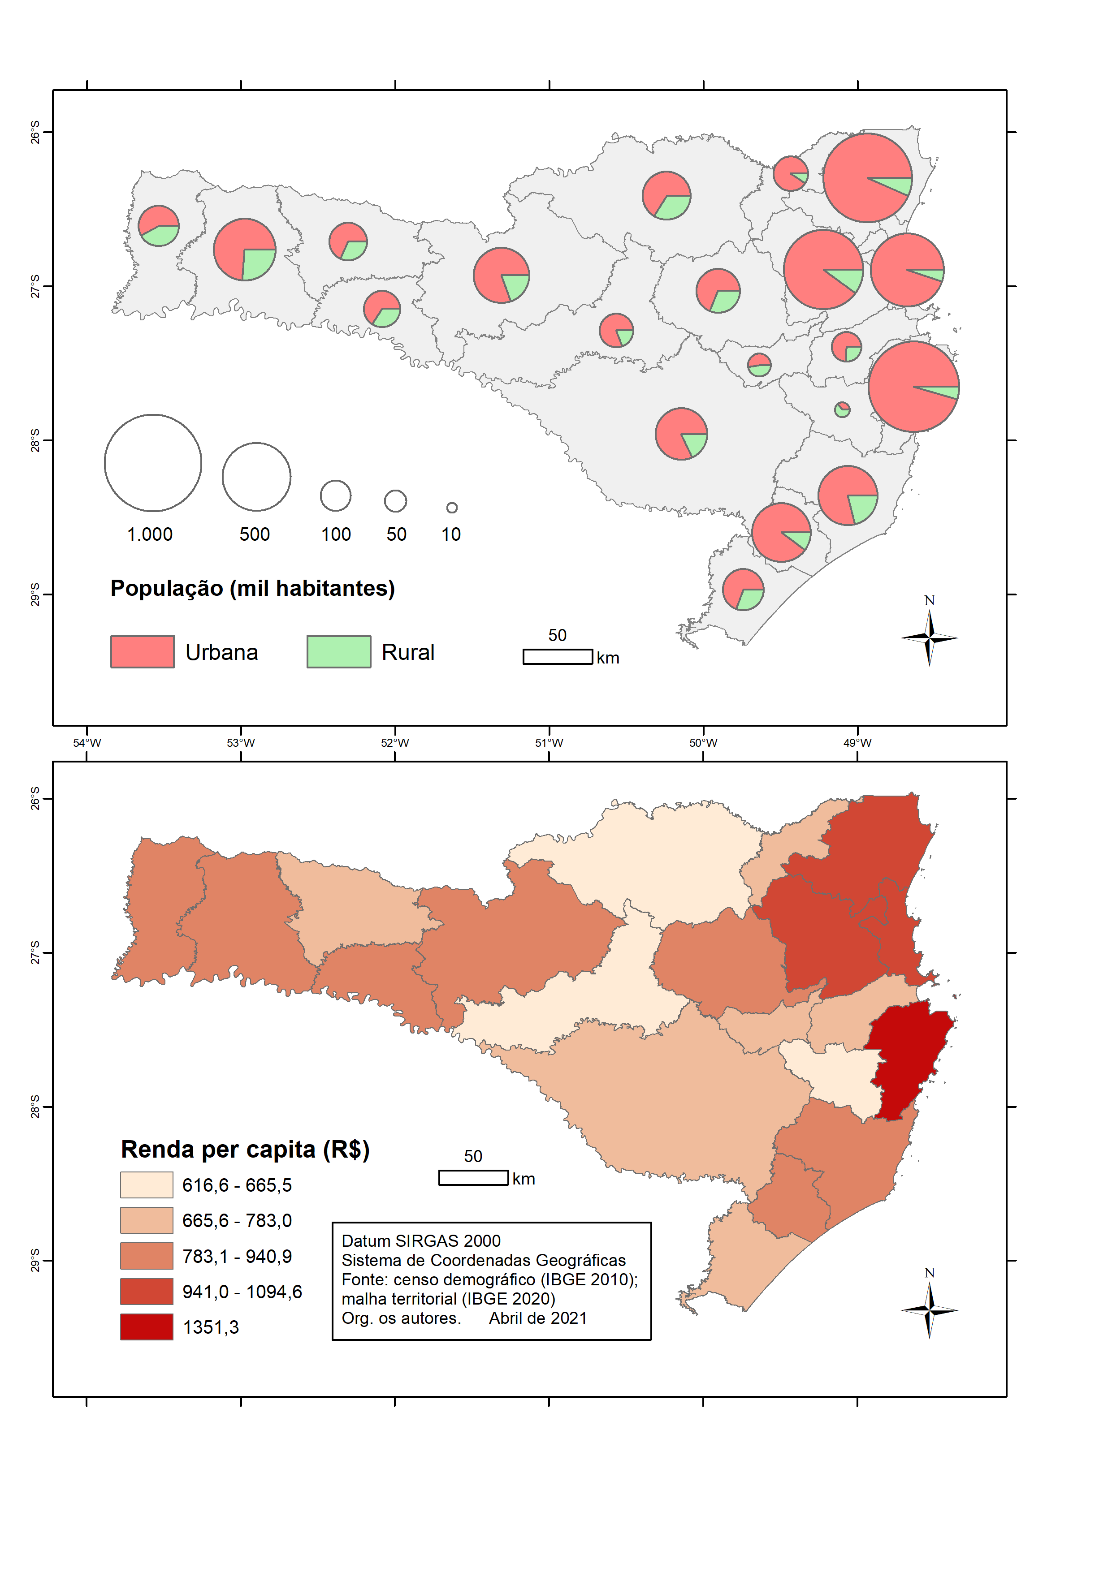 26°S
27°S
28°S
29°S
1.000
500
100
50
10
População (mil habitantes)
Urbana
Rural
50
km
N
54°W
53°W
52°W
51°W
50°W
49°W
26°S
27°S
28°S
29°S
Renda per capita (R$)
616,6 - 665,5
665,6 - 783,0
783,1 - 940,9
941,0 - 1094,6
1351,3
50
km
Datum SIRGAS 2000
Sistema de Coordenadas Geográficas
Fonte: censo demográfico (IBGE 2010);
malha territorial (IBGE 2020)
Org. os autores. Abril de 2021
N